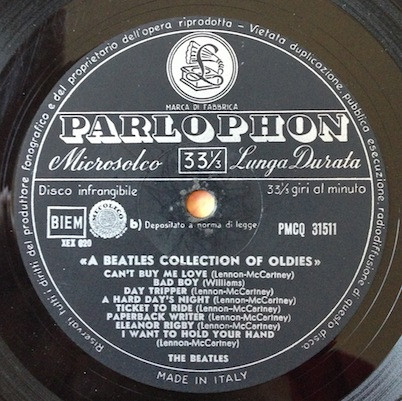 Riservati tutti i diritti del produttore fonografico e del proprietario dell'opera riprodotta - Vietata duplicazione, pubblica esecuzione, radiodiffusione di questo disco.
MARCA DI FABBRICA
PARLOPHON
Microsolco 33⅓ Lunga Durata
Disco infrangibile 33⅓ giri al minuto
BIEM
XEX 620
b) Depositato a norma di legge
PMCQ 31511
«A BEATLES COLLECTION OF OLDIES»
CAN'T BUY ME LOVE (Lennon-McCartney)
BAD BOY (Williams)
DAY TRIPPER (Lennon-McCartney)
A HARD DAY'S NIGHT (Lennon-McCartney)
TICKET TO RIDE (Lennon-McCartney)
PAPERBACK WRITER (Lennon-McCartney)
ELEANOR RIGBY (Lennon-McCartney)
I WANT TO HOLD YOUR HAND
(Lennon-McCartney)
THE BEATLES
MADE IN ITALY